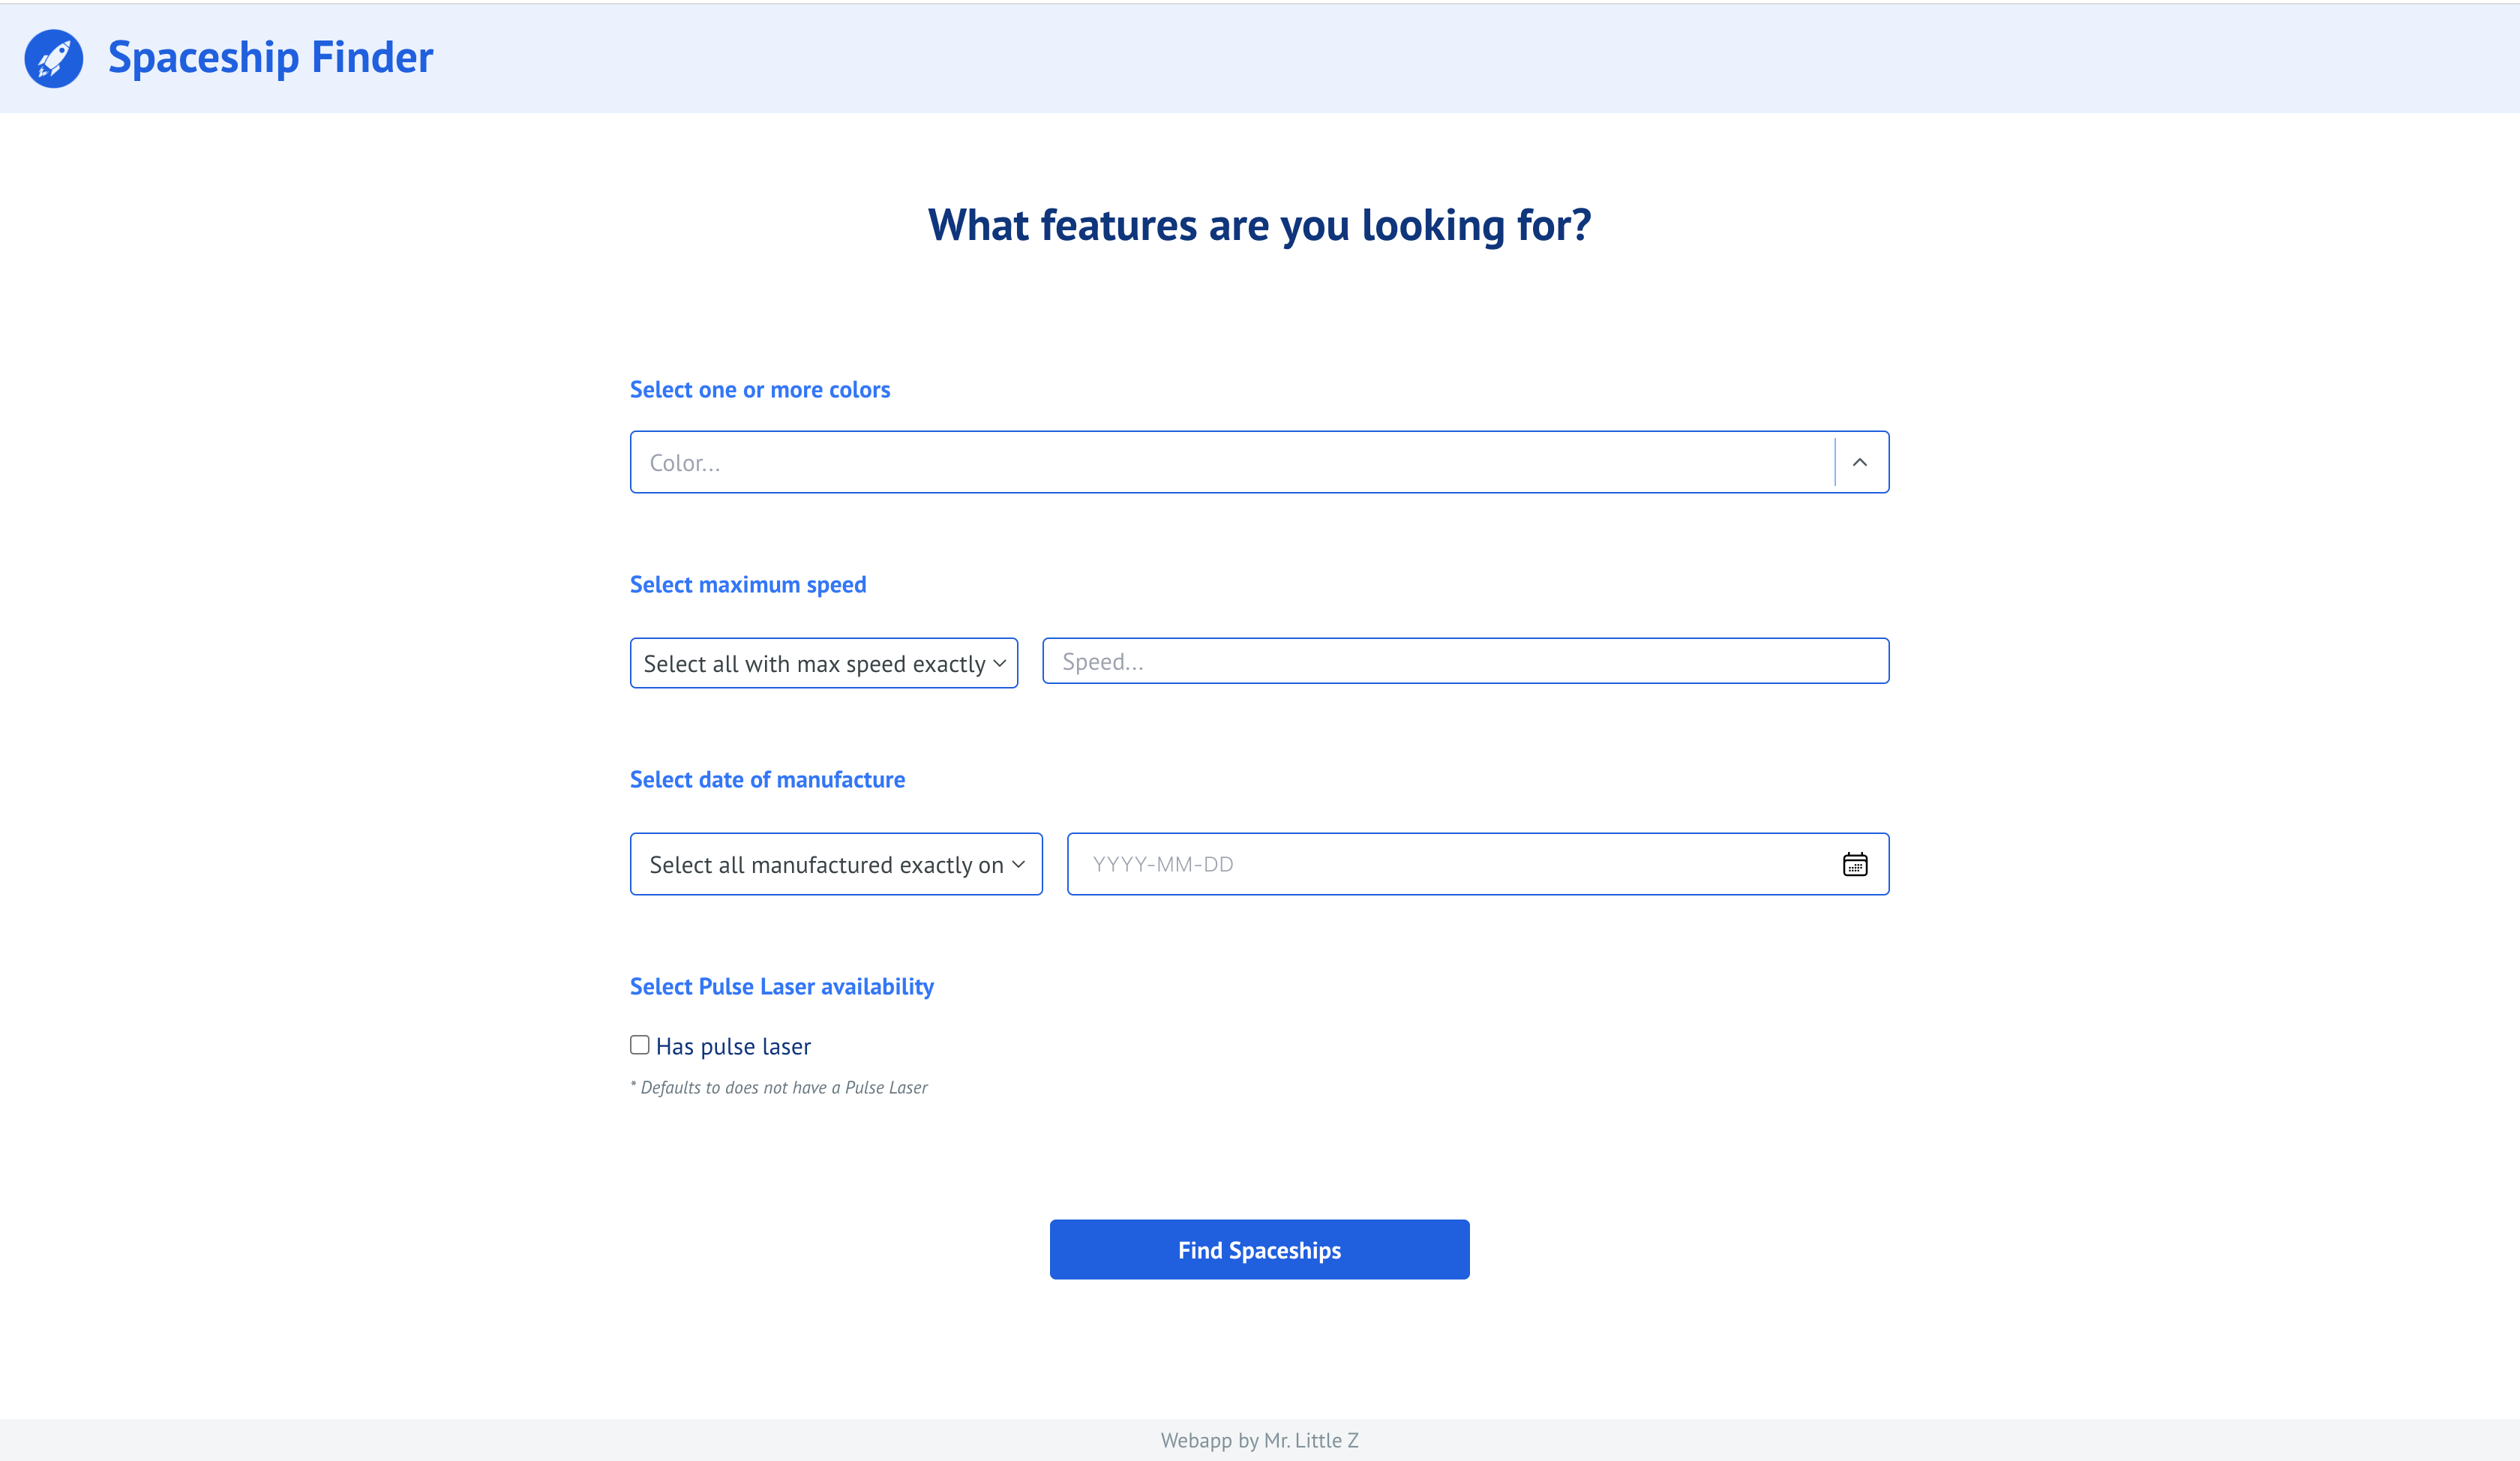 Spaceship Finder
What features are you looking for?
Select one or more colors
Color...
Select maximum speed
Select all with max speed exactly
Speed...
Select date of manufacture
Select all manufactured exactly on
YYYY-MM-DD
Select Pulse Laser availability
Has pulse laser
* Defaults to does not have a Pulse Laser
Find Spaceships
Webapp by Mr. Little Z